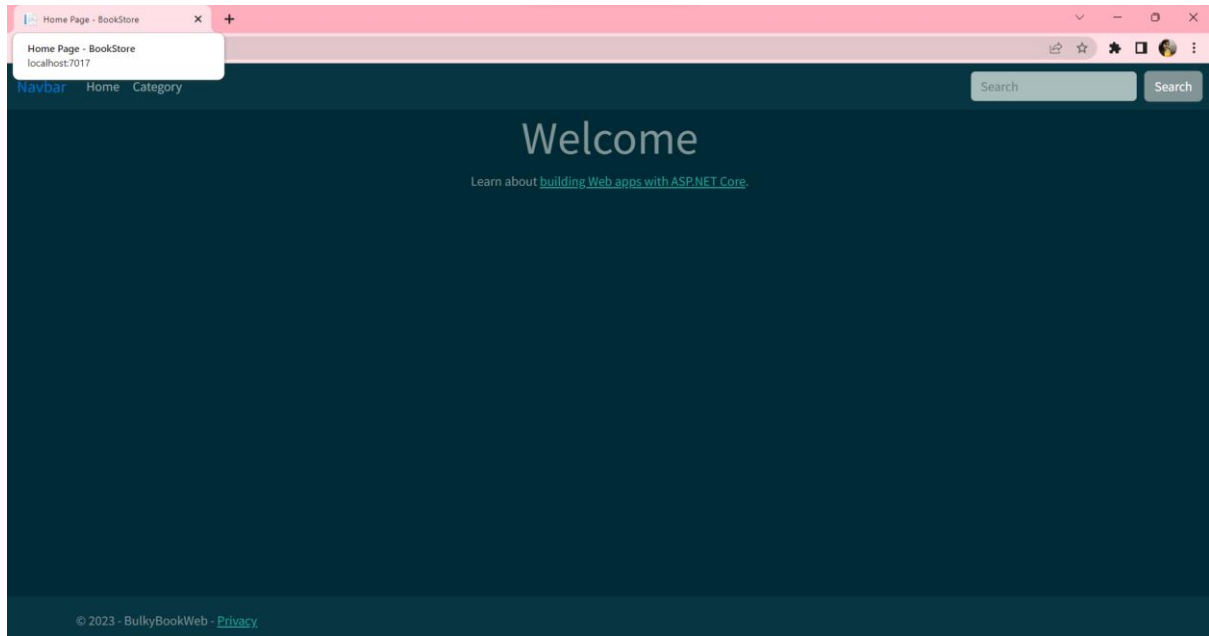 Home Page - BookStore
Home Page - BookStore
localhost:7017
Navbar Home Category Search Search
Welcome
Learn about building Web apps with ASP.NET Core.
© 2023 - BulkyBookWeb - Privacy